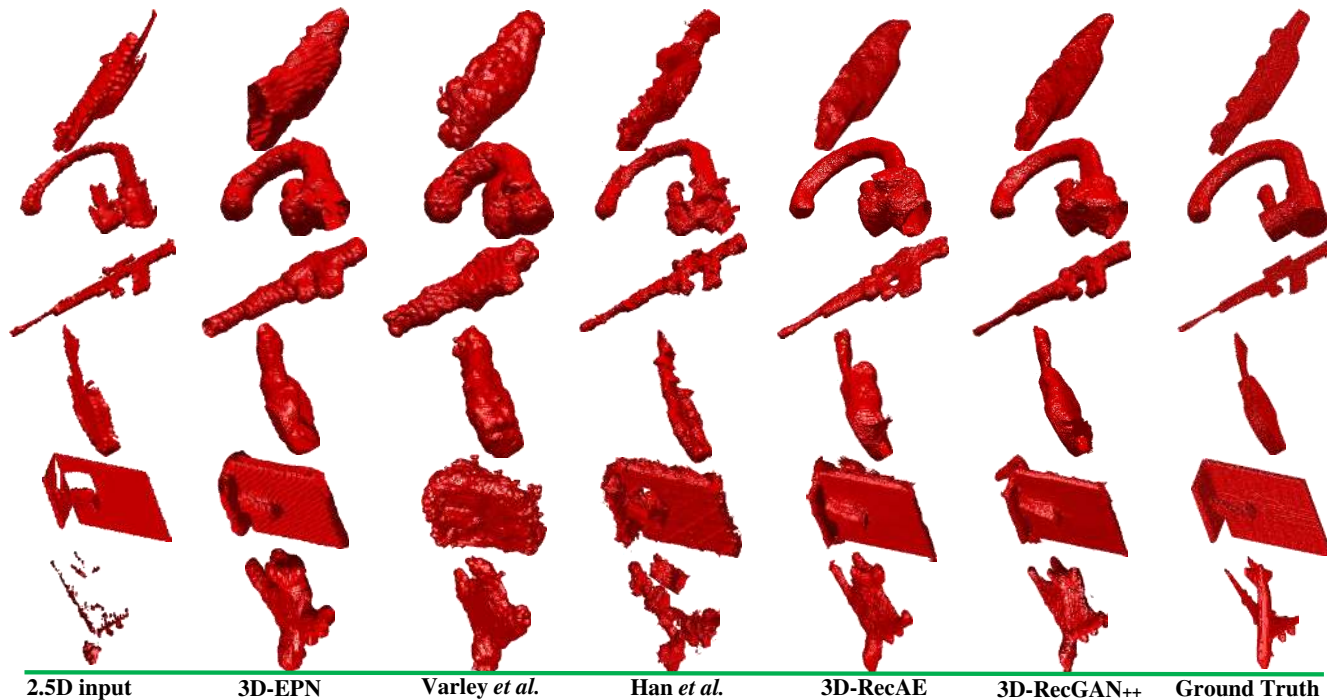 2.5D input 3D-EPN Varley et al. Han et al. 3D-RecAE 3D-RecGAN++ Ground Truth